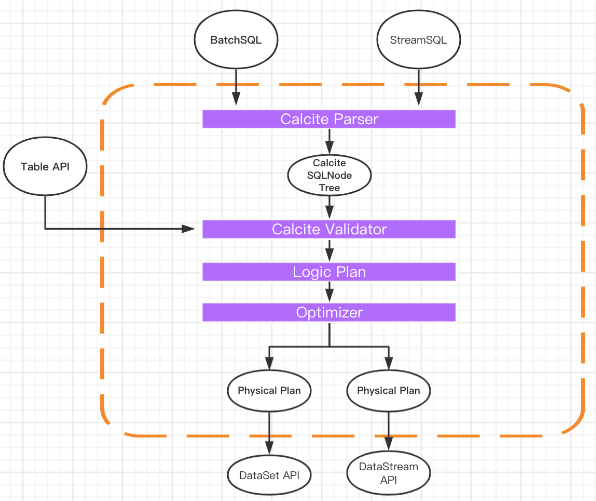 BatchSQL
StreamSQL
Calcite Parser
Table API
Calcite
SQLNode
Tree
Calcite Validator
Logic Plan
Optimizer
Physical Plan
Physical Plan
DataSet API
DataStream
API